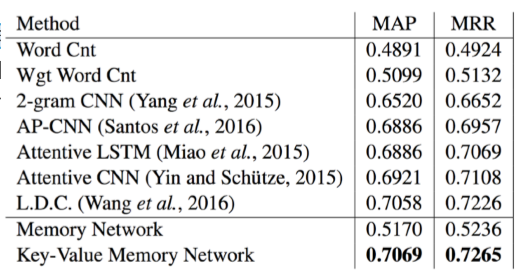 Method MAP MRR
Word Cnt 0.4891 0.4924
Wgt Word Cnt 0.5099 0.5132
2-gram CNN (Yang et al., 2015) 0.6520 0.6652
AP-CNN (Santos et al., 2016) 0.6886 0.6957
Attentive LSTM (Miao et al., 2015) 0.6886 0.7069
Attentive CNN (Yin and Schütze, 2015) 0.6921 0.7108
L.D.C. (Wang et al., 2016) 0.7058 0.7226
Memory Network 0.5170 0.5236
Key-Value Memory Network 0.7069 0.7265